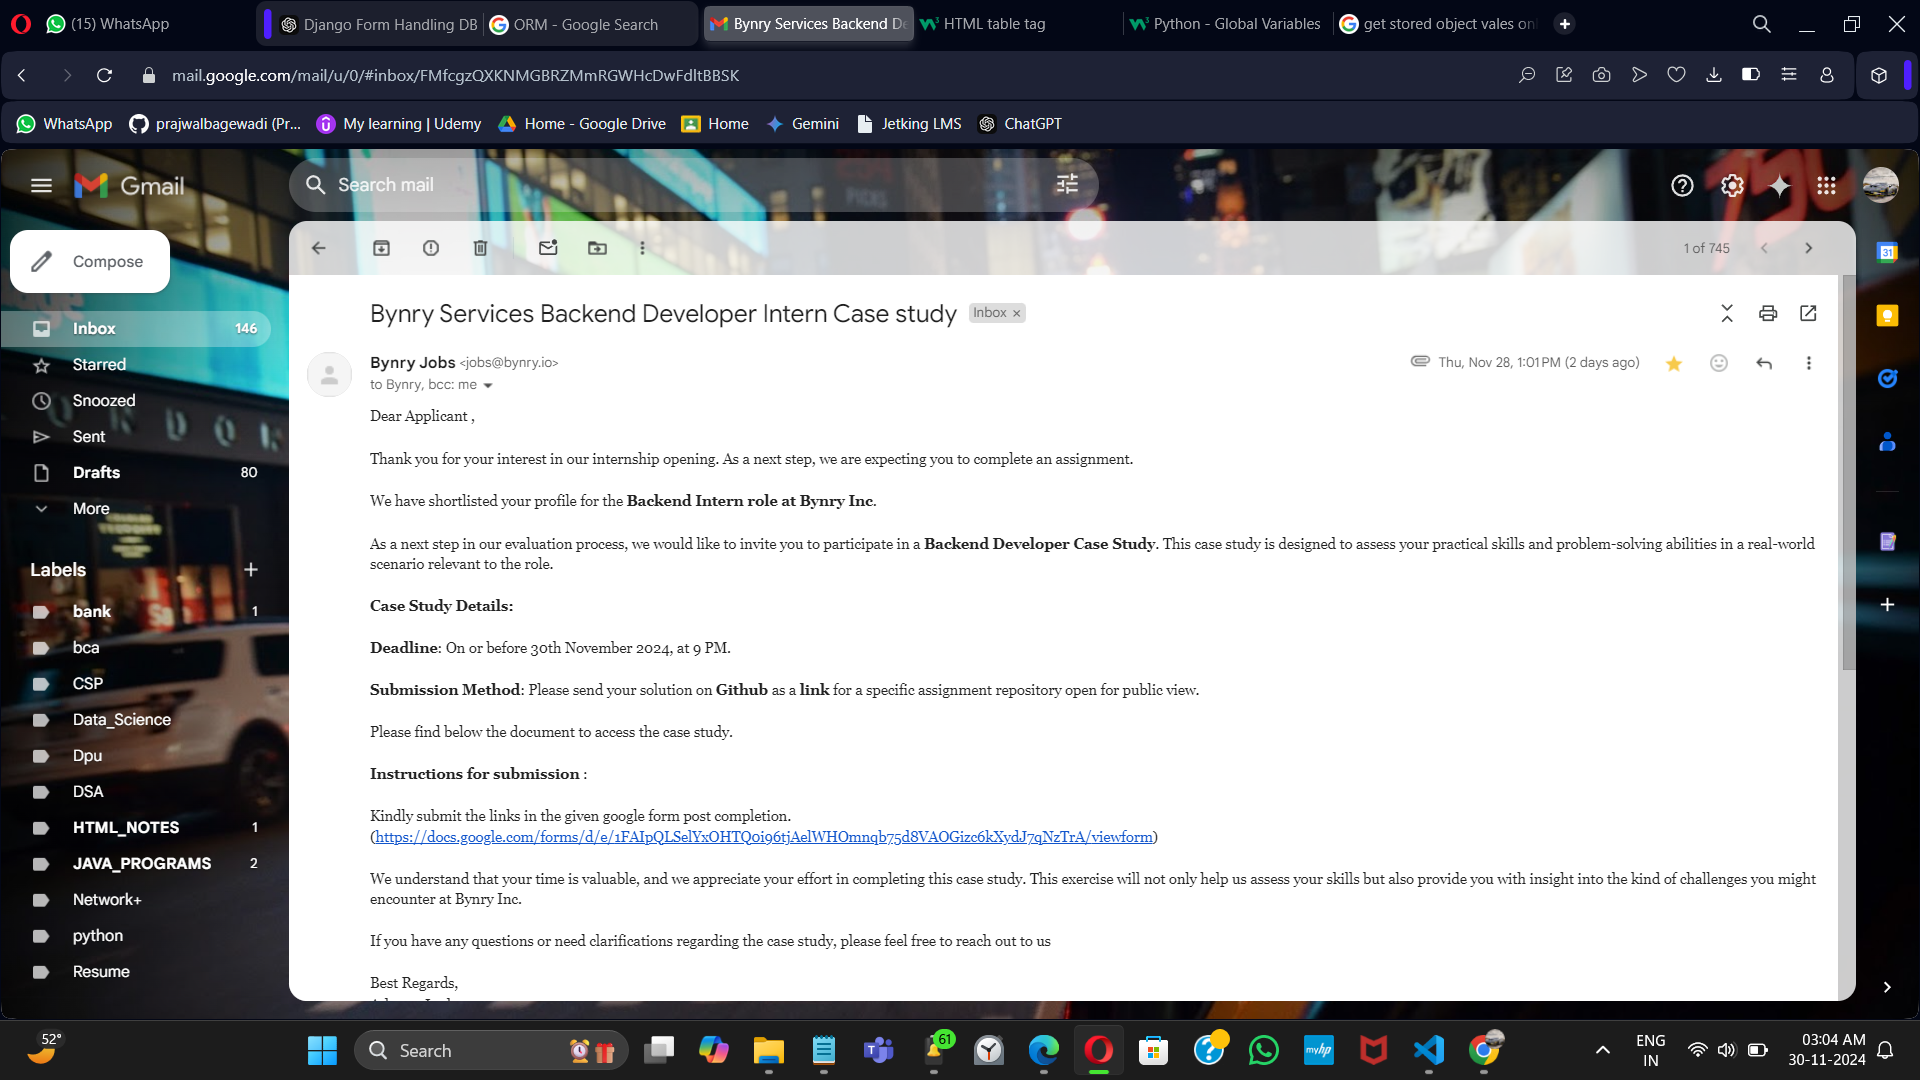 (15) WhatsApp
Django Form Handling DB
ORM - Google Search
Bynry Services Backend De
HTML table tag
Python - Global Variables
get stored object vales on
mail.google.com/mail/u/0/#inbox/FMfcgzQXKNMGBRZMmRGWHcDwFdltBBSK
WhatsApp
prajwalbagewadi (Pr...
My learning | Udemy
Home - Google Drive
Home
Gemini
Jetking LMS
ChatGPT
Gmail
Search mail
Compose
1 of 745
Inbox 146
Starred
Snoozed
Sent
Drafts 80
More
Labels
bank 1
bca
CSP
Data_Science
Dpu
DSA
HTML_NOTES 1
JAVA_PROGRAMS 2
Network+
python
Resume
Bynry Services Backend Developer Intern Case study Inbox ×
Bynry Jobs <jobs@bynry.io>
Thu, Nov 28, 1:01 PM (2 days ago)
to Bynry, bcc: me
Dear Applicant ,
Thank you for your interest in our internship opening. As a next step, we are expecting you to complete an assignment.
We have shortlisted your profile for the Backend Intern role at Bynry Inc.
As a next step in our evaluation process, we would like to invite you to participate in a Backend Developer Case Study. This case study is designed to assess your practical skills and problem-solving abilities in a real-world
scenario relevant to the role.
Case Study Details:
Deadline: On or before 30th November 2024, at 9 PM.
Submission Method: Please send your solution on Github as a link for a specific assignment repository open for public view.
Please find below the document to access the case study.
Instructions for submission :
Kindly submit the links in the given google form post completion.
(https://docs.google.com/forms/d/e/1FAIpQLSelYxOHTQ0i96tjAelWHOmnqb75d8VAOGizc6kXydJ7qNzTrA/viewform)
We understand that your time is valuable, and we appreciate your effort in completing this case study. This exercise will not only help us assess your skills but also provide you with insight into the kind of challenges you might
encounter at Bynry Inc.
If you have any questions or need clarifications regarding the case study, please feel free to reach out to us
Best Regards,
31
52°
Search
61
myhp
ENG
IN
03:04 AM
30-11-2024